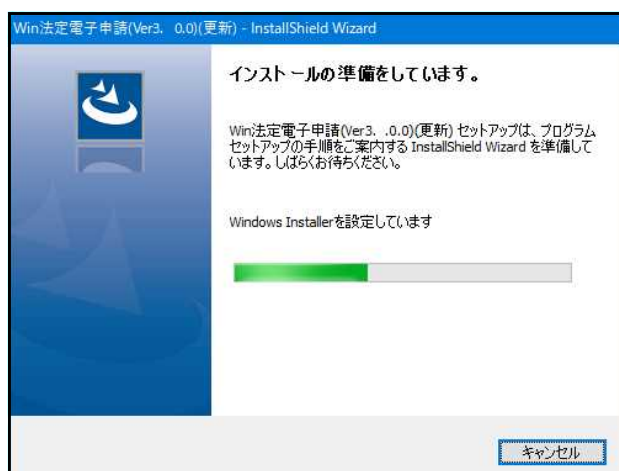 Win法定電子申請(Ver3. 0.0)(更新) - InstallShield Wizard
インストールの準備をしています。
Win法定電子申請(Ver3. .0.0)(更新) セットアップは、プログラム
セットアップの手順をご案内する InstallShield Wizard を準備して
います。しばらくお待ちください。
Windows Installerを設定しています
キャンセル